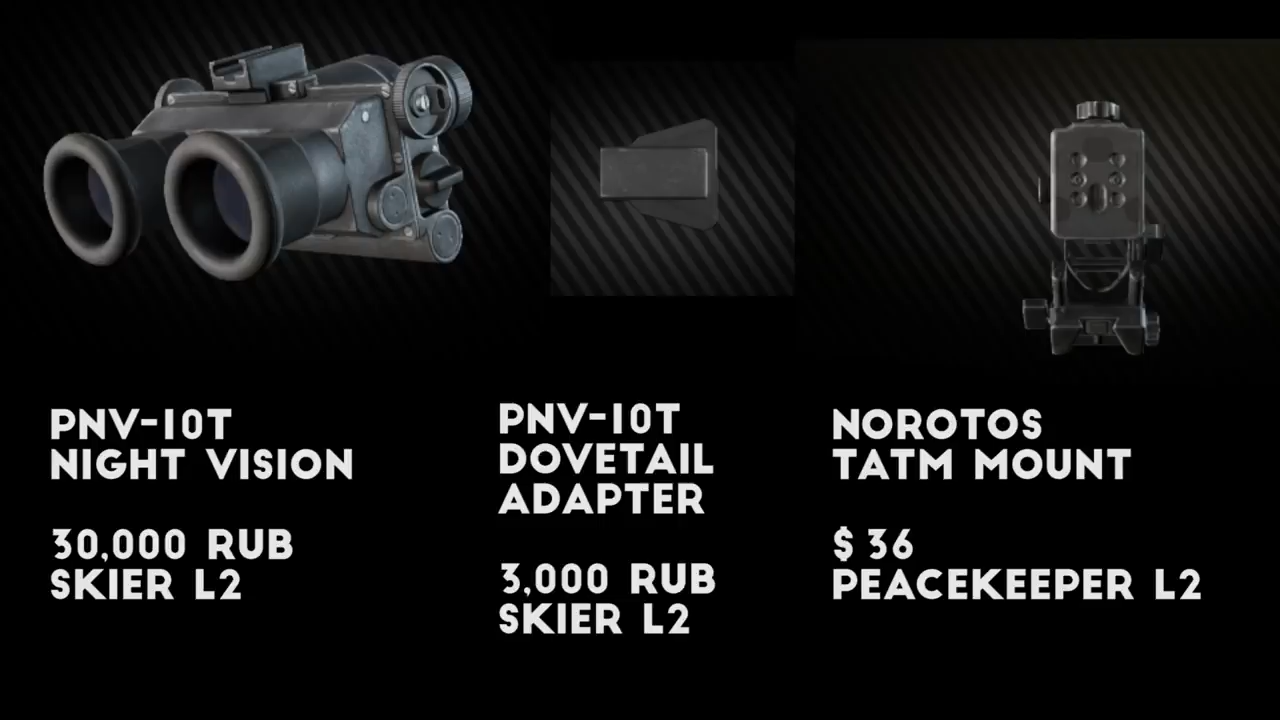 PNV-10T
NIGHT VISION
30,000 RUB
SKIER L2
PNV-10T
DOVETAIL
ADAPTER
3,000 RUB
SKIER L2
NOROTOS
TATM MOUNT
$ 36
PEACEKEEPER L2